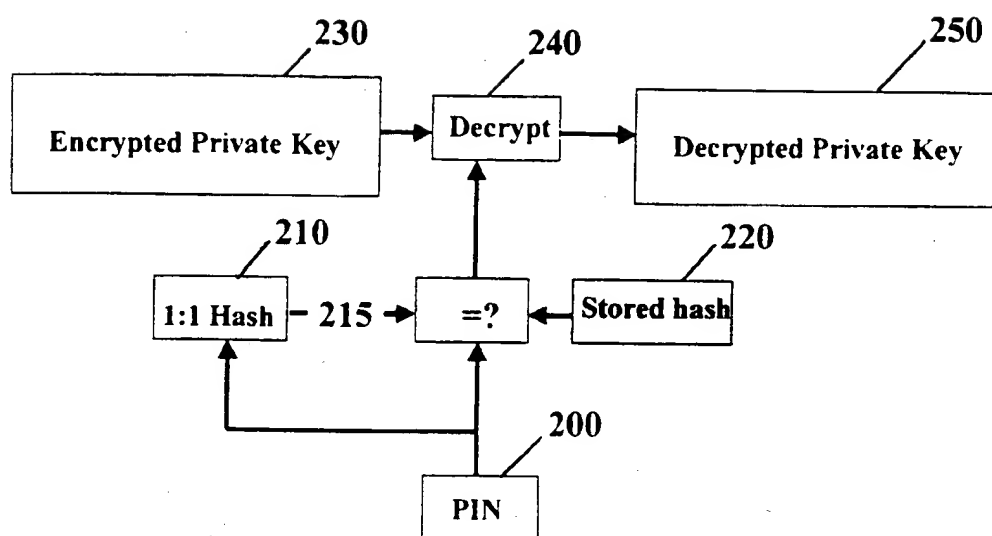 230
240
250
Encrypted Private Key
Decrypt
Decrypted Private Key
210
220
1:1 Hash
215
=?
Stored hash
200
PIN